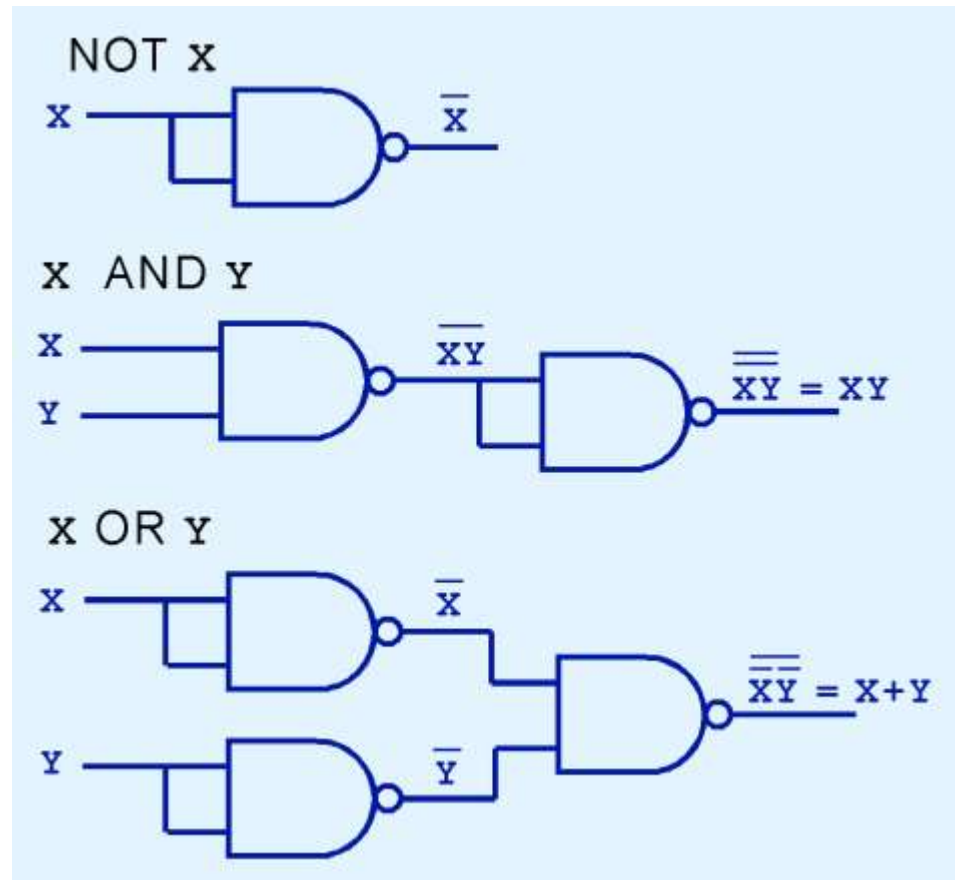 NOT X
X
X̅
X AND Y
X
Y
X̅Y̅
X̿Y̿ = XY
X OR Y
X
X̅
X̿Y̿ = X+Y
Y
Y̅